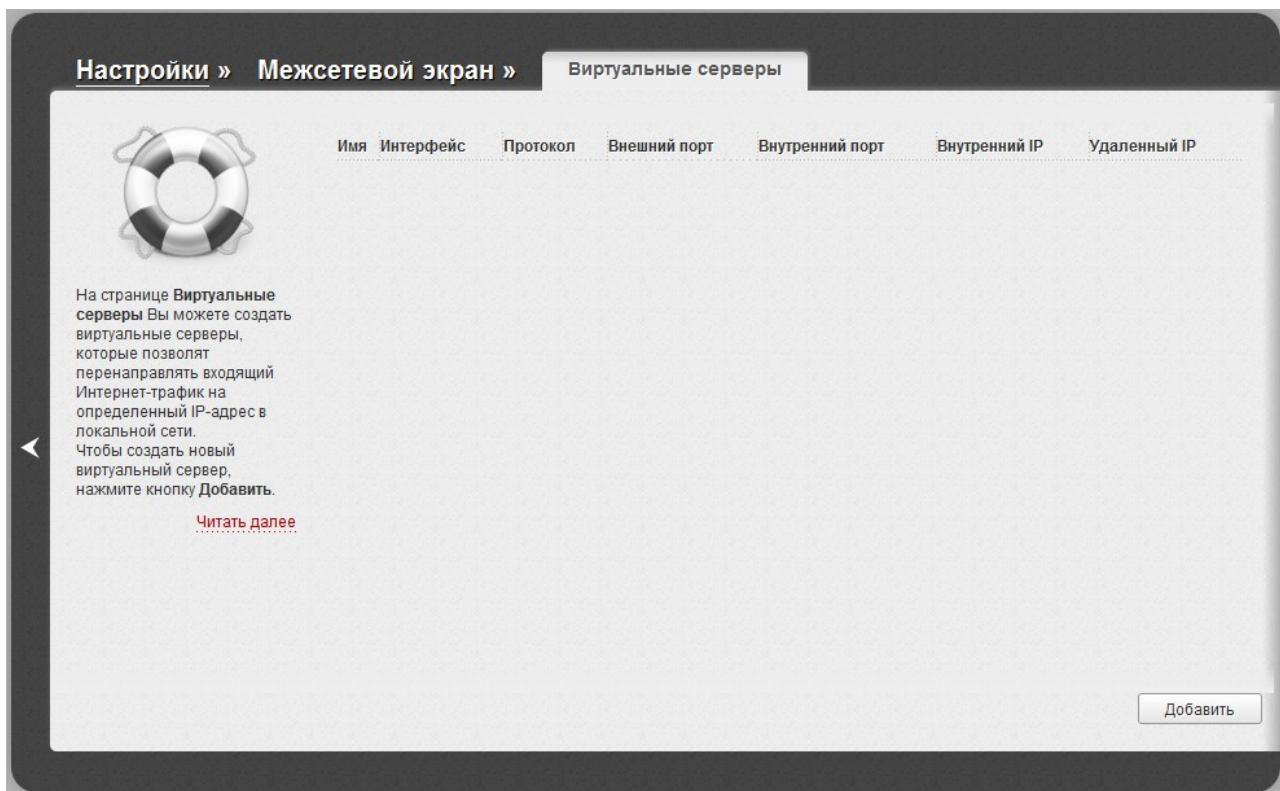 Настройки » Межсетевой экран » Виртуальные серверы
Имя Интерфейс Протокол Внешний порт Внутренний порт Внутренний IP Удаленный IP
На странице Виртуальные
серверы Вы можете создать
виртуальные серверы,
которые позволят
перенаправлять входящий
Интернет-трафик на
определенный IP-адрес в
локальной сети.
Чтобы создать новый
виртуальный сервер,
нажмите кнопку Добавить.
Читать далее
Добавить